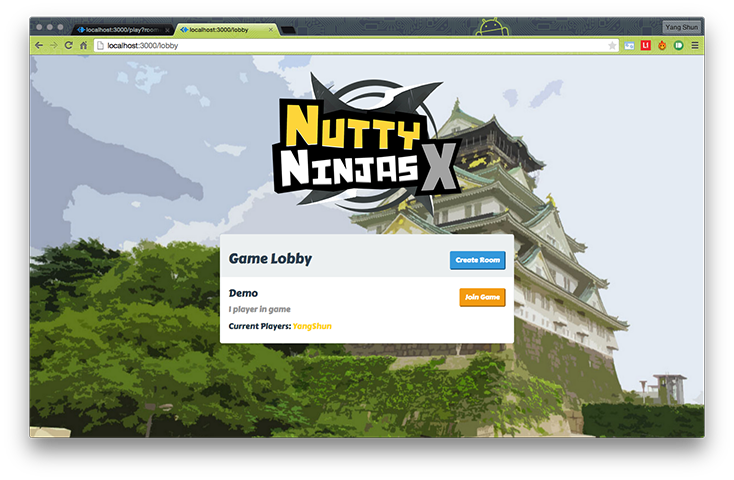 localhost:3000/play?room
localhost:3000/lobby
Yang Shun
localhost:3000/lobby
NUTTY
NINJAS X
Game Lobby
Create Room
Demo
Join Game
1 player in game
Current Players: YangShun